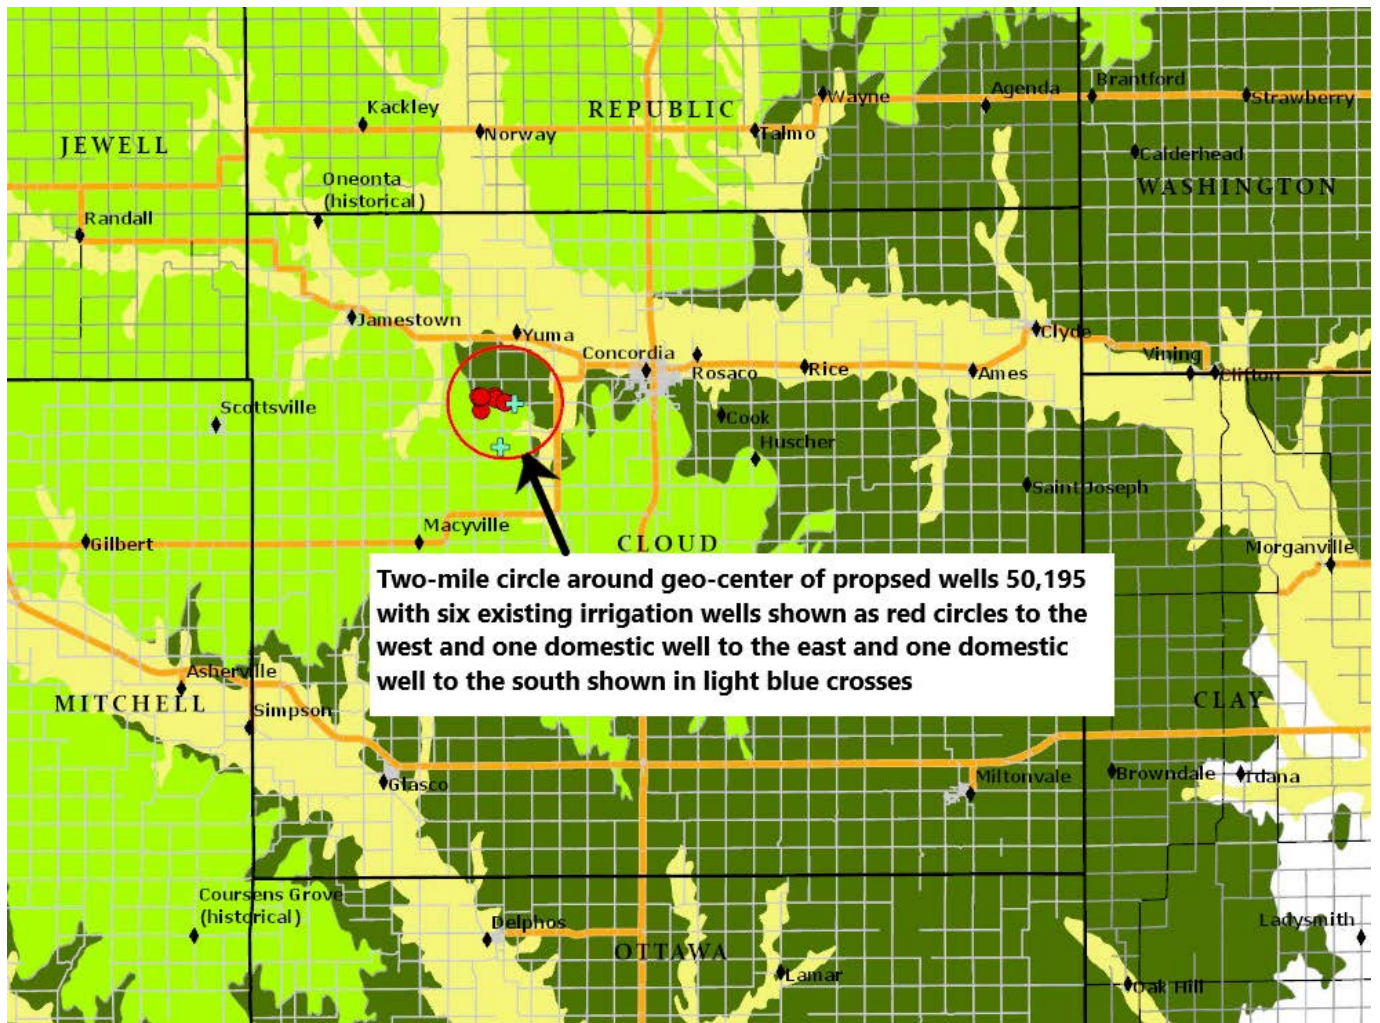 Kackley
REPUBLIC
Wayne
Agenda
Brantford
Strawberry
JEWELL
Norway
Talmo
Calderhead
WASHINGTON
Oneonta
(historical)
Randall
Jamestown
Yuma
Clyde
Concordia
Rosaco
Rice
Ames
Vining
Clifton
Scottsville
Cook
Huscher
Saint Joseph
Macyville
CLOUD
Gilbert
Morganville
Two-mile circle around geo-center of propsed wells 50,195
with six existing irrigation wells shown as red circles to the
west and one domestic well to the east and one domestic
well to the south shown in light blue crosses
Asherville
MITCHELL
Simpson
CLAY
Glasco
Miltonvale
Browndale
Idana
Coursens Grove
(historical)
Delphos
OTTAWA
Ladysmith
Lamar
Oak Hill